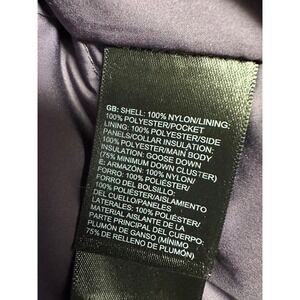 GB: SHELL: 100% NYLON/LINING:
100% POLYESTER/POCKET
LINING: 100% POLYESTER/SIDE
PANELS/COLLAR INSULATION:
100% POLYESTER/MAIN BODY
INSULATION: GOOSE DOWN
(75% MINIMUM DOWN CLUSTER)
E: ARMAZÓN: 100% NYLON/
FORRO: 100% POLIÉSTER/
FORRO DEL BOLSILLO:
100% POLIÉSTER/AISLAMIENTO
DEL CUELLO/PANELES
LATERALES: 100% POLIÉSTER/
MATERIAL AISLANTE DE LA
PARTE PRINCIPAL DEL CUERPO:
PLUMÓN DE GANSO (MÍNIMO
75% DE RELLENO DE PLUMÓN)